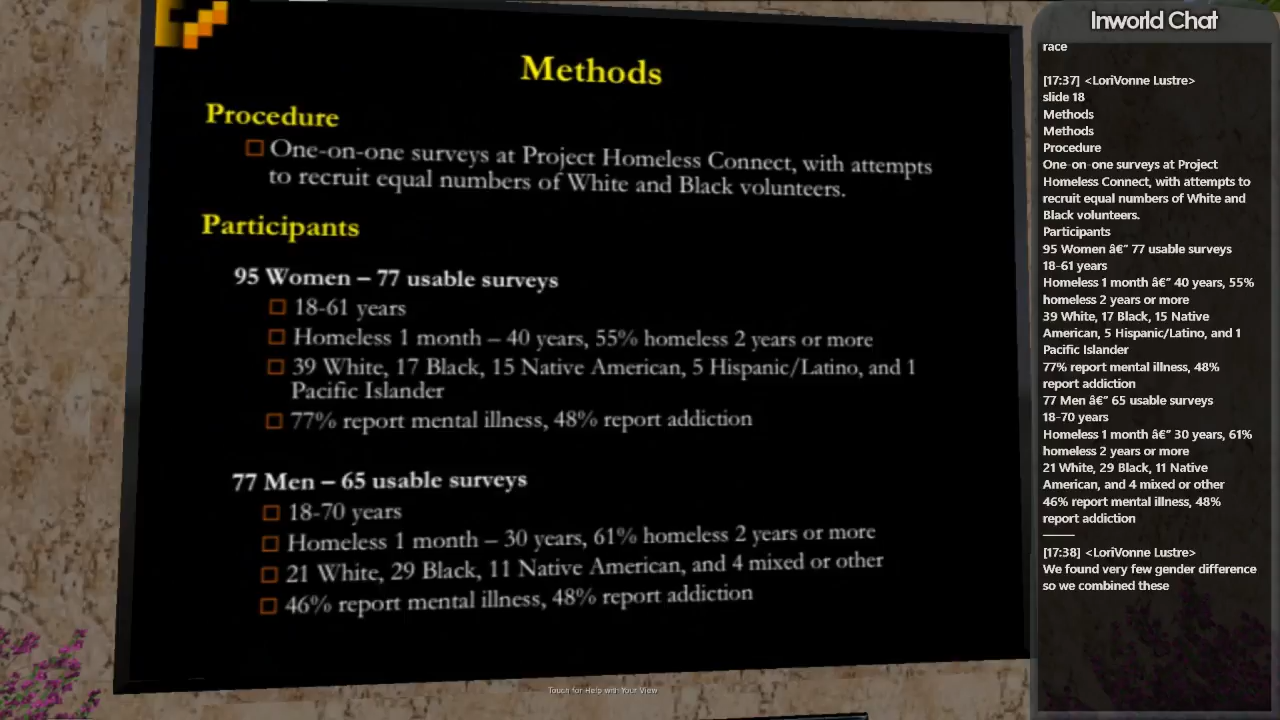 Methods
Procedure
One-on-one surveys at Project Homeless Connect, with attempts
to recruit equal numbers of White and Black volunteers.
Participants
95 Women – 77 usable surveys
18-61 years
Homeless 1 month – 40 years, 55% homeless 2 years or more
39 White, 17 Black, 15 Native American, 5 Hispanic/Latino, and 1
Pacific Islander
77% report mental illness, 48% report addiction
77 Men – 65 usable surveys
18-70 years
Homeless 1 month – 30 years, 61% homeless 2 years or more
21 White, 29 Black, 11 Native American, and 4 mixed or other
46% report mental illness, 48% report addiction
Touch for Help with Your View
Inworld Chat
race
[17:37] <LoriVonne Lustre>
slide 18
Methods
Methods
Procedure
One-on-one surveys at Project
Homeless Connect, with attempts to
recruit equal numbers of White and
Black volunteers.
Participants
95 Women â€“ 77 usable surveys
18-61 years
Homeless 1 month â€“ 40 years, 55%
homeless 2 years or more
39 White, 17 Black, 15 Native
American, 5 Hispanic/Latino, and 1
Pacific Islander
77% report mental illness, 48%
report addiction
77 Men â€“ 65 usable surveys
18-70 years
Homeless 1 month â€“ 30 years, 61%
homeless 2 years or more
21 White, 29 Black, 11 Native
American, and 4 mixed or other
46% report mental illness, 48%
report addiction
[17:38] <LoriVonne Lustre>
We found very few gender difference
so we combined these